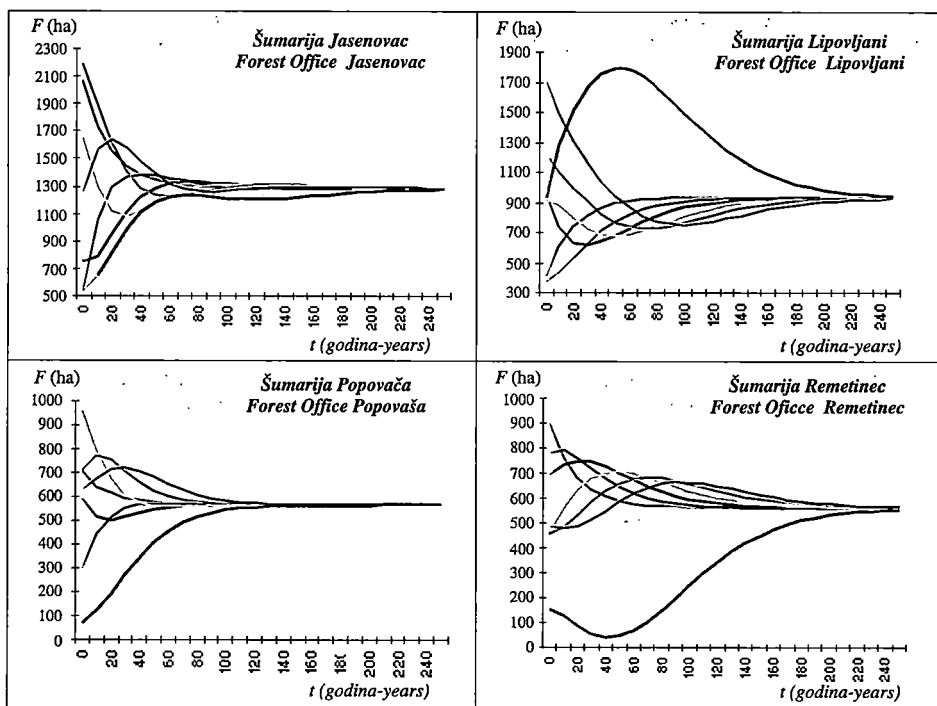 F (ha)
Šumarija Jasenovac
Forest Office Jasenovac
2300
2100
1900
1700
1500
1300
1100
900
700
500
0 20 40 60 80 100 120 140 160 180 200 220 240
t (godina-years)
F (ha)
Šumarija Lipovljani
Forest Office Lipovljani
1900
1700
1500
1300
1100
900
700
500
300
0 20 40 60 80 100 120 140 160 180 200 220 240
t (godina-years)
F (ha)
Šumarija Popovača
Forest Office Popovaša
1000
900
800
700
600
500
400
300
200
100
0
0 20 40 60 80 100 120 140 160 180 200 220 240
t (godina-years)
F (ha)
Šumarija Remetinec
Forest Oficce Remetinec
1000
900
800
700
600
500
400
300
200
100
0
0 20 40 60 80 100 120 140 160 180 200 220 240
t (godina-years)